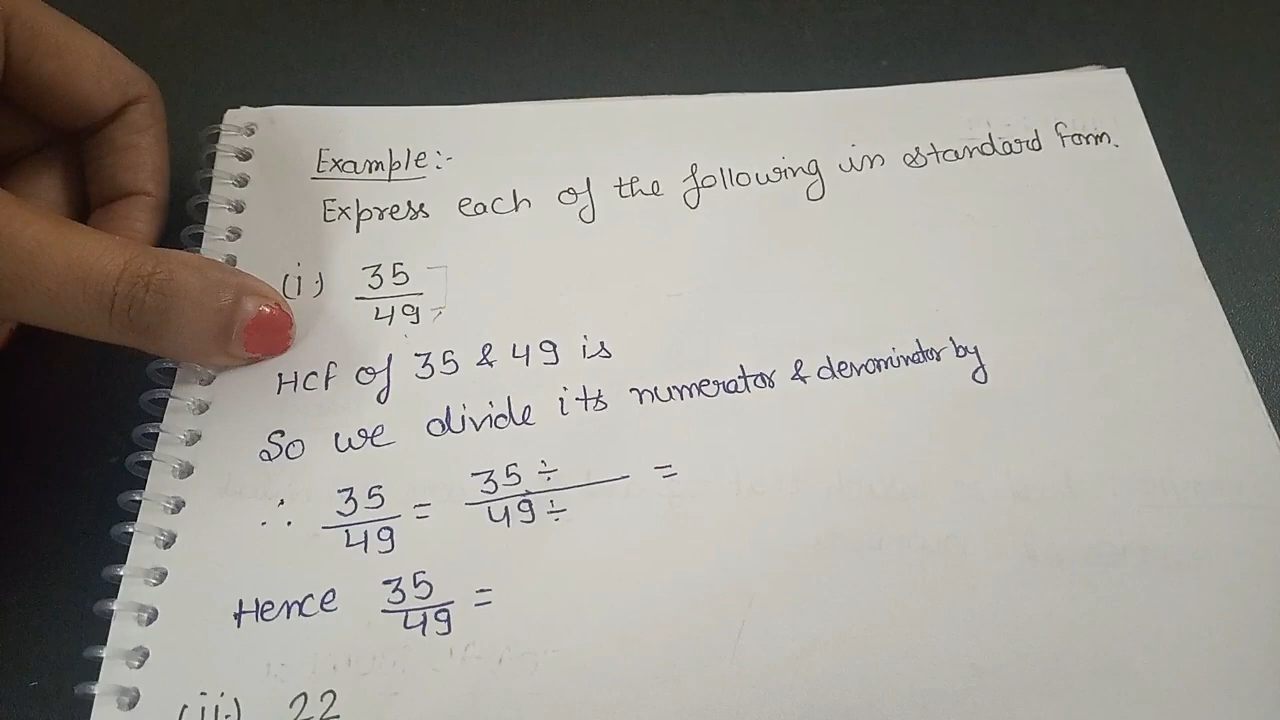 Example:-
Express each of the following in standard form.
(i) 35/49
HCF of 35 & 49 is
So we divide its numerator & denominator by
∴ 35/49 = 35÷/49÷ =
Hence 35/49 =
(ii) 22